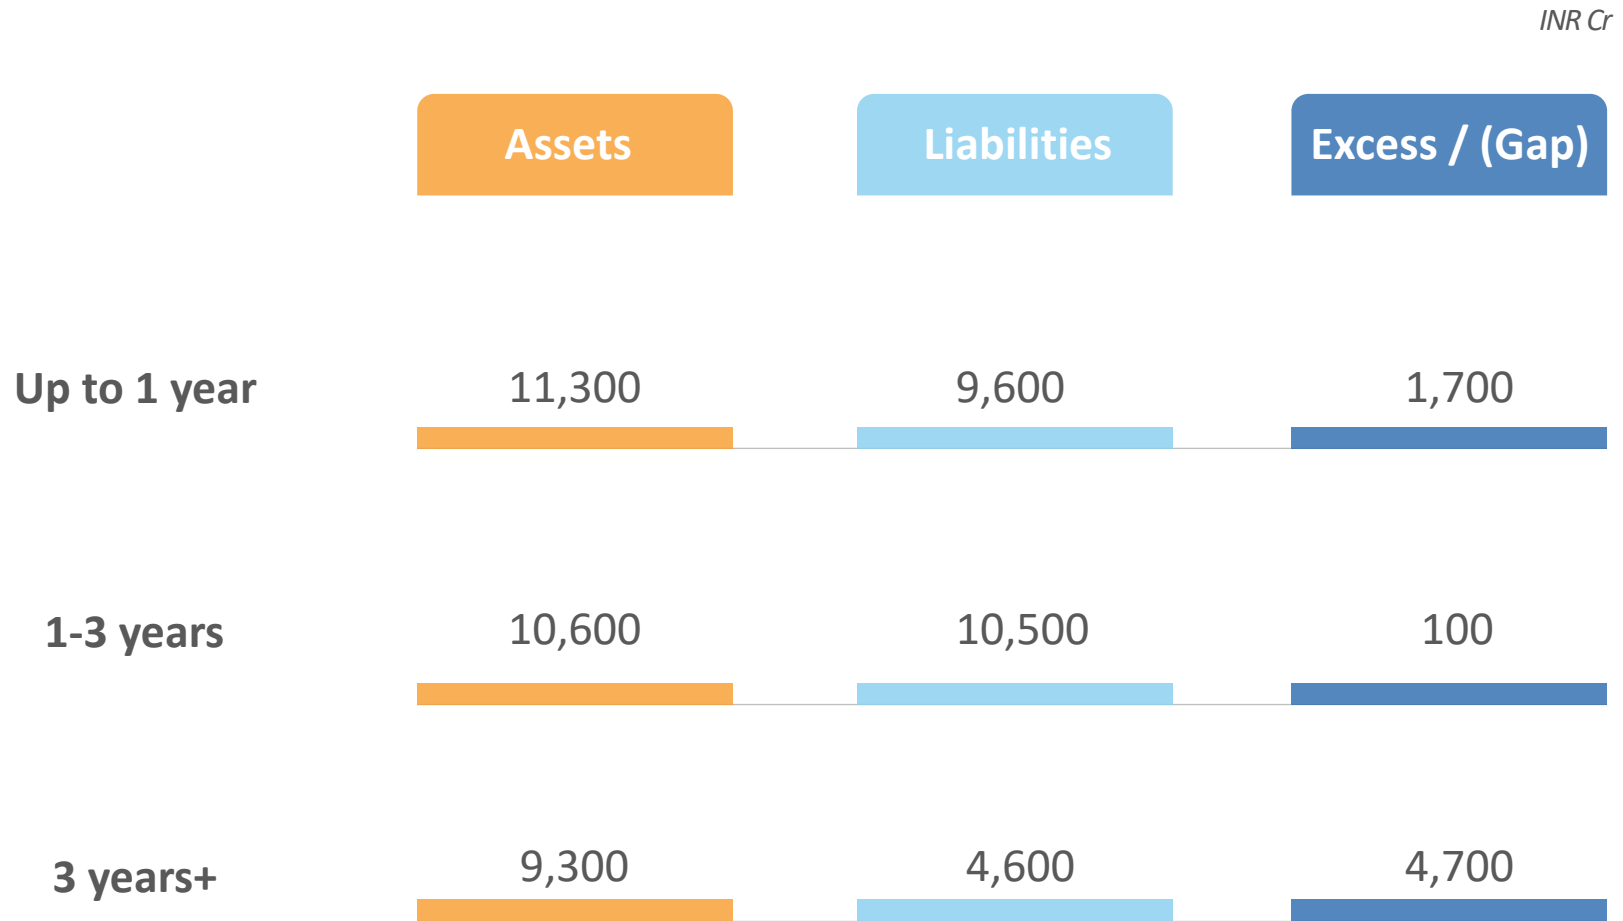 INR Cr
Assets Liabilities Excess / (Gap)
Up to 1 year 11,300 9,600 1,700
1-3 years 10,600 10,500 100
3 years+ 9,300 4,600 4,700